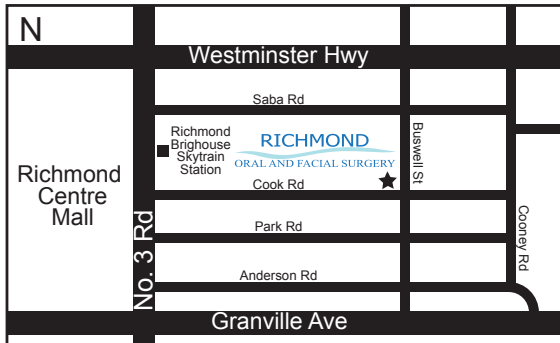 N
Westminster Hwy
Saba Rd
Richmond
Brighouse
Skytrain
Station
RICHMOND
ORAL AND FACIAL SURGERY
Buswell St
Richmond
Centre
Mall
Cook Rd
No. 3 Rd
Park Rd
Cooney Rd
Anderson Rd
Granville Ave